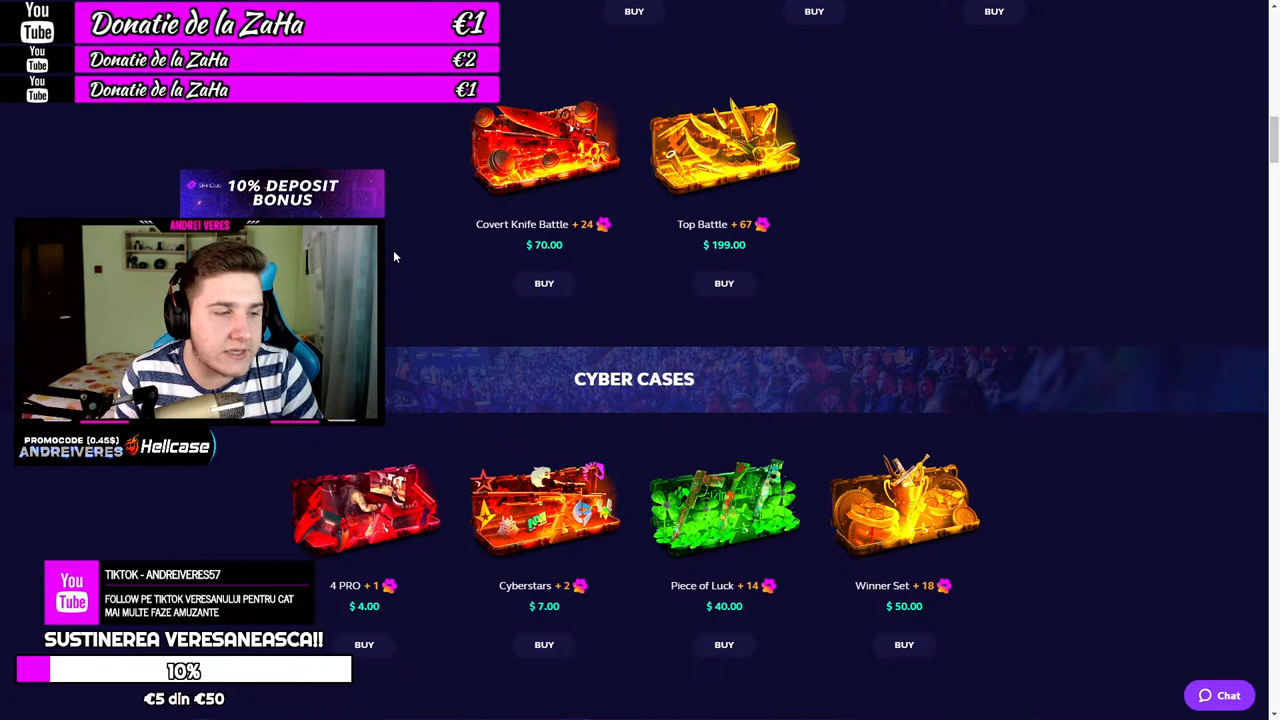 BUY
BUY
BUY
You
Tube
Donatie de la ZaHa
€1
You
Tube
Donatie de la ZaHa
€2
You
Tube
Donatie de la ZaHa
€1
10% DEPOSIT
BONUS
ANDREI VERES
Covert Knife Battle + 24
$ 70.00
BUY
Top Battle + 67
$ 199.00
BUY
CYBER CASES
PROMOCODE (0.45$)
ANDREIVERES
Hellcase
4 PRO + 1
$ 4.00
BUY
Cyberstars + 2
$ 7.00
BUY
Piece of Luck + 14
$ 40.00
BUY
Winner Set + 18
$ 50.00
BUY
You
Tube
TIKTOK - ANDREIVERES57
FOLLOW PE TIKTOK VERESANULUI PENTRU CAT
MAI MULTE FAZE AMUZANTE
SUSTINEREA VERESANEASCA!!
10%
€5 din €50
Chat